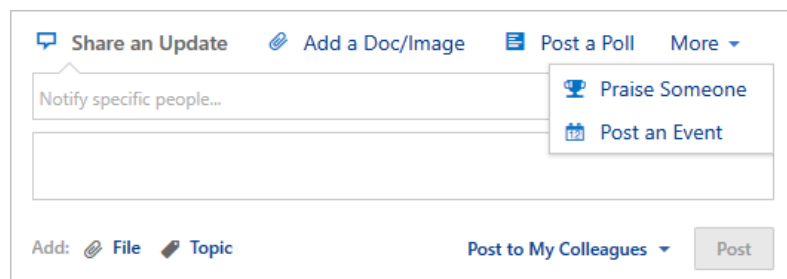 Share an Update Add a Doc/Image Post a Poll More
Notify specific people...
Praise Someone
12 Post an Event
Add: File Topic Post to My Colleagues Post